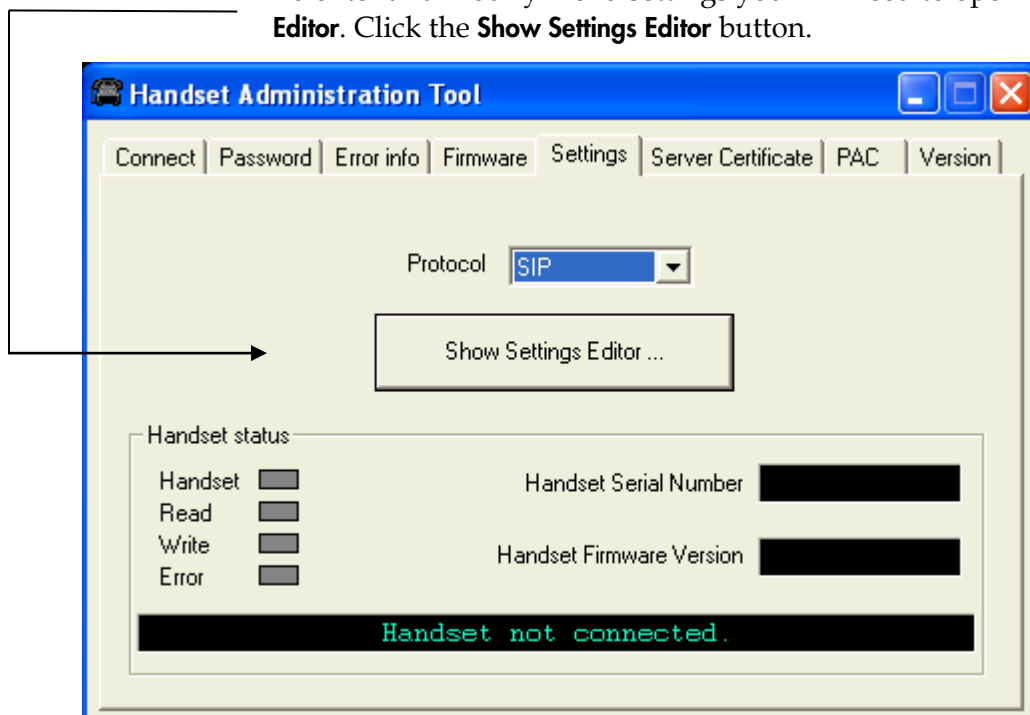 Editor. Click the Show Settings Editor button.
Handset Administration Tool
Connect Password Error info Firmware Settings Server Certificate PAC Version
Protocol SIP
Show Settings Editor ...
Handset status
Handset
Handset Serial Number
Read
Write
Handset Firmware Version
Error
Handset not connected.